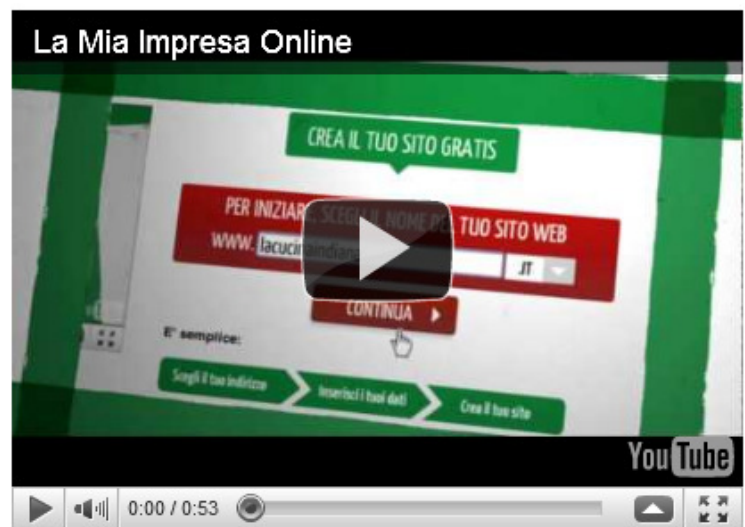 La Mia Impresa Online
CREA IL TUO SITO GRATIS
PER INIZIARE, SCEGLI IL NOME DEL TUO SITO WEB
WWW. lacucinaindiana .IT
CONTINUA
E' semplice:
Scegli il tuo indirizzo
Inserisci i tuoi dati
Crea il tuo sito
YouTube
0:00 / 0:53